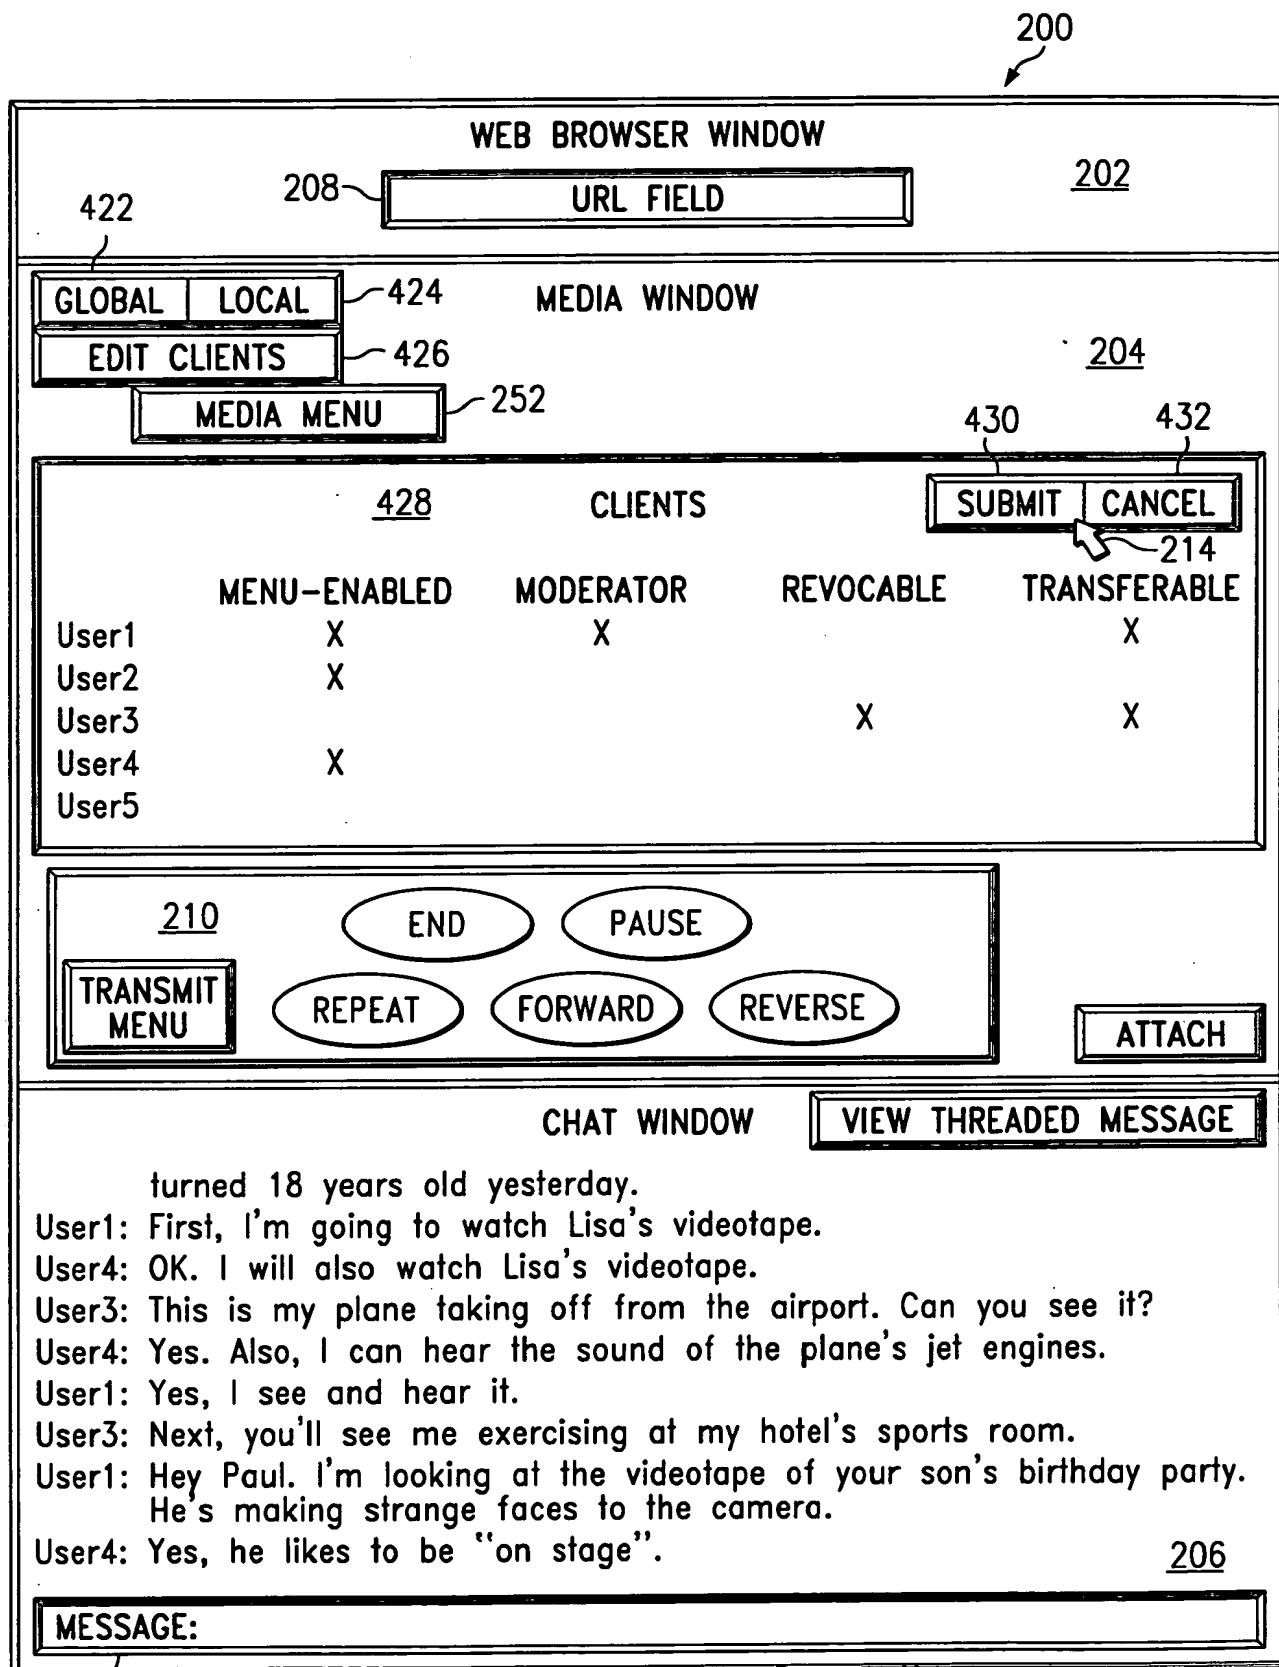 200
WEB BROWSER WINDOW
202
208
URL FIELD
422
GLOBAL LOCAL
424
MEDIA WINDOW
EDIT CLIENTS
426
204
MEDIA MENU
252
430
432
428
CLIENTS
SUBMIT CANCEL
214
MENU-ENABLED MODERATOR REVOCABLE TRANSFERABLE
User1 X X X
User2 X
User3 X X
User4 X
User5
210
END PAUSE
TRANSMIT
MENU
REPEAT FORWARD REVERSE
ATTACH
CHAT WINDOW
VIEW THREADED MESSAGE
turned 18 years old yesterday.
User1: First, I'm going to watch Lisa's videotape.
User4: OK. I will also watch Lisa's videotape.
User3: This is my plane taking off from the airport. Can you see it?
User4: Yes. Also, I can hear the sound of the plane's jet engines.
User1: Yes, I see and hear it.
User3: Next, you'll see me exercising at my hotel's sports room.
User1: Hey Paul. I'm looking at the videotape of your son's birthday party.
He's making strange faces to the camera.
User4: Yes, he likes to be "on stage".
206
MESSAGE: